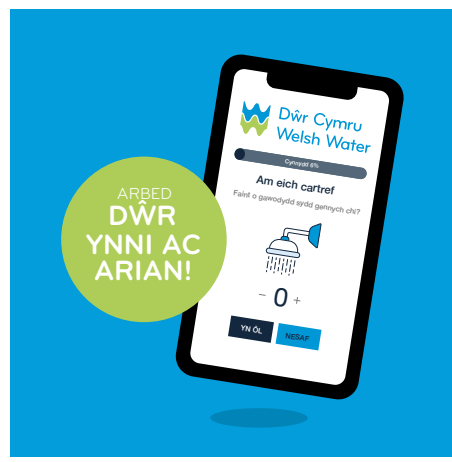 ARBED
DŴR
YNNI AC
ARIAN!
Dŵr Cymru
Welsh Water
Cynnydd 6%
Am eich cartref
Faint o gawodydd sydd gennych chi?
− 0 +
YN ÔL
NESAF